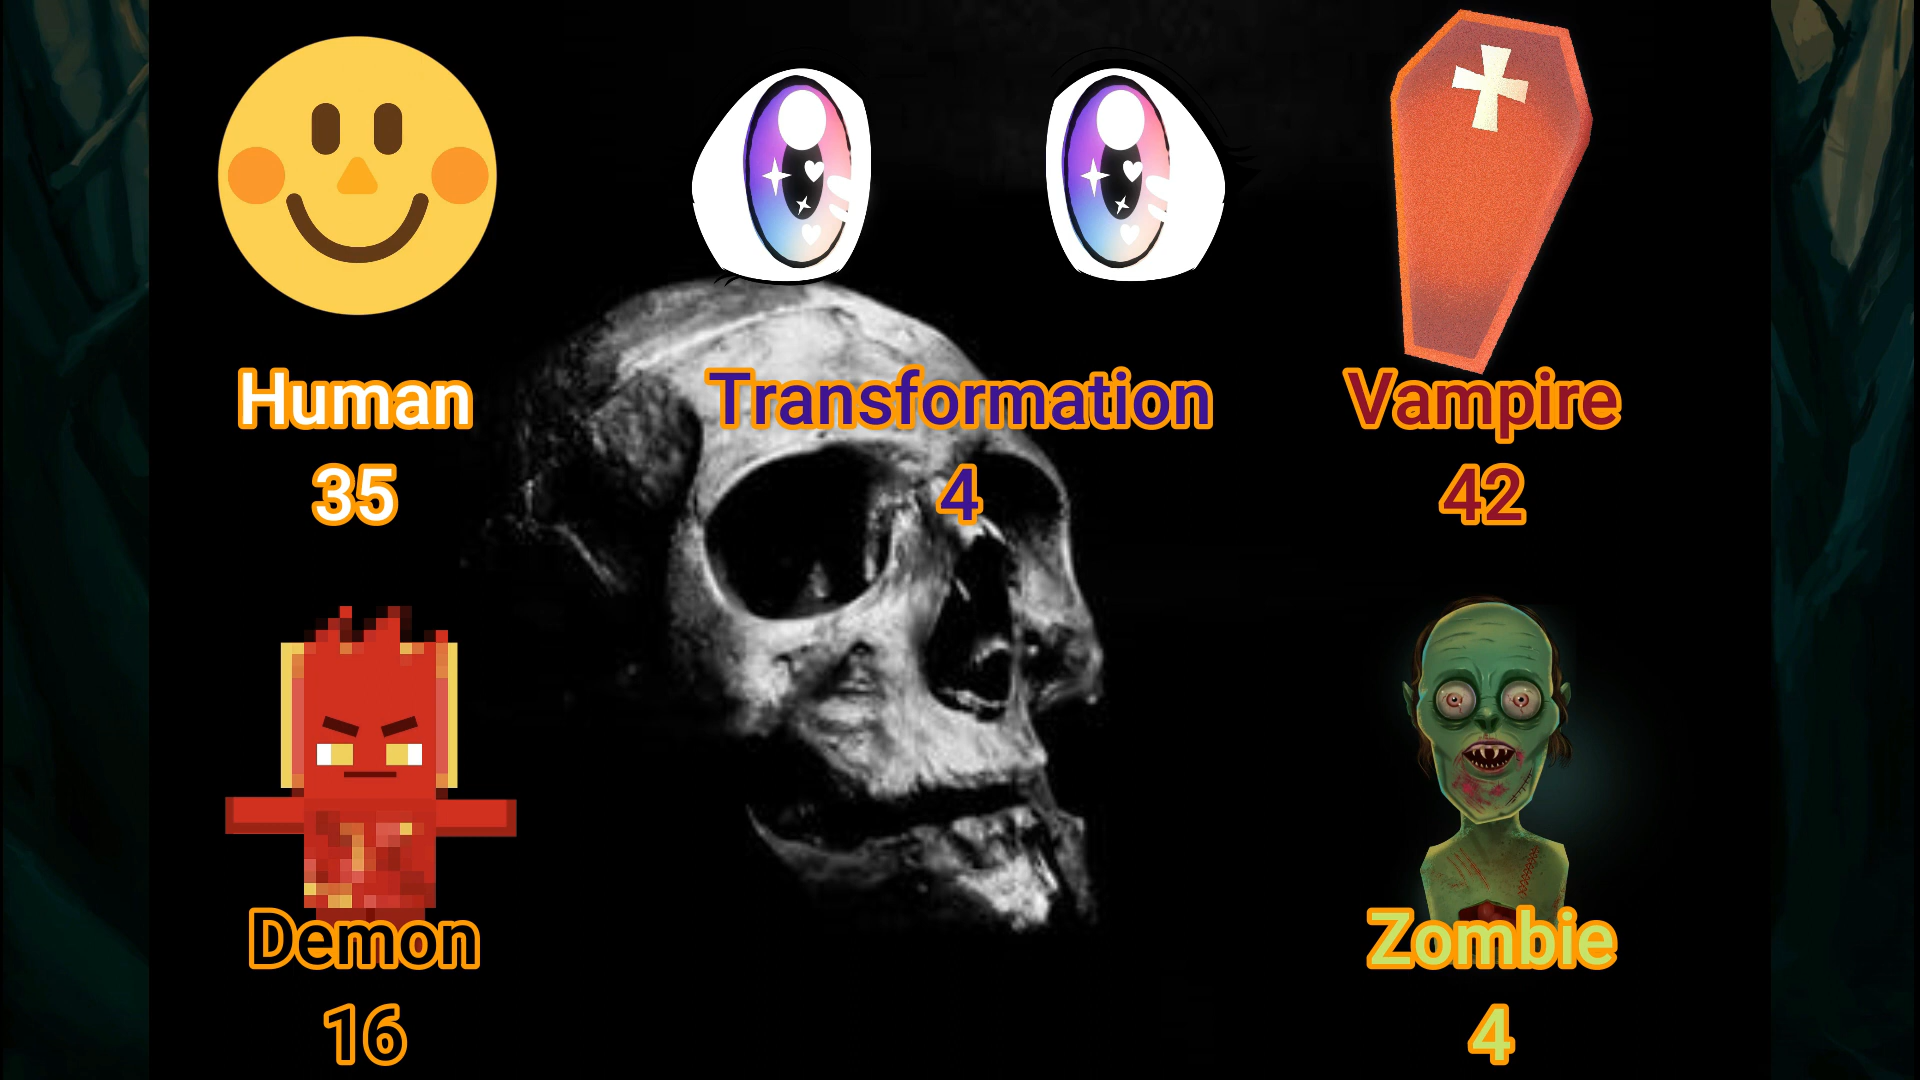 Human
35
Transformation
4
Vampire
42
Demon
16
Zombie
4